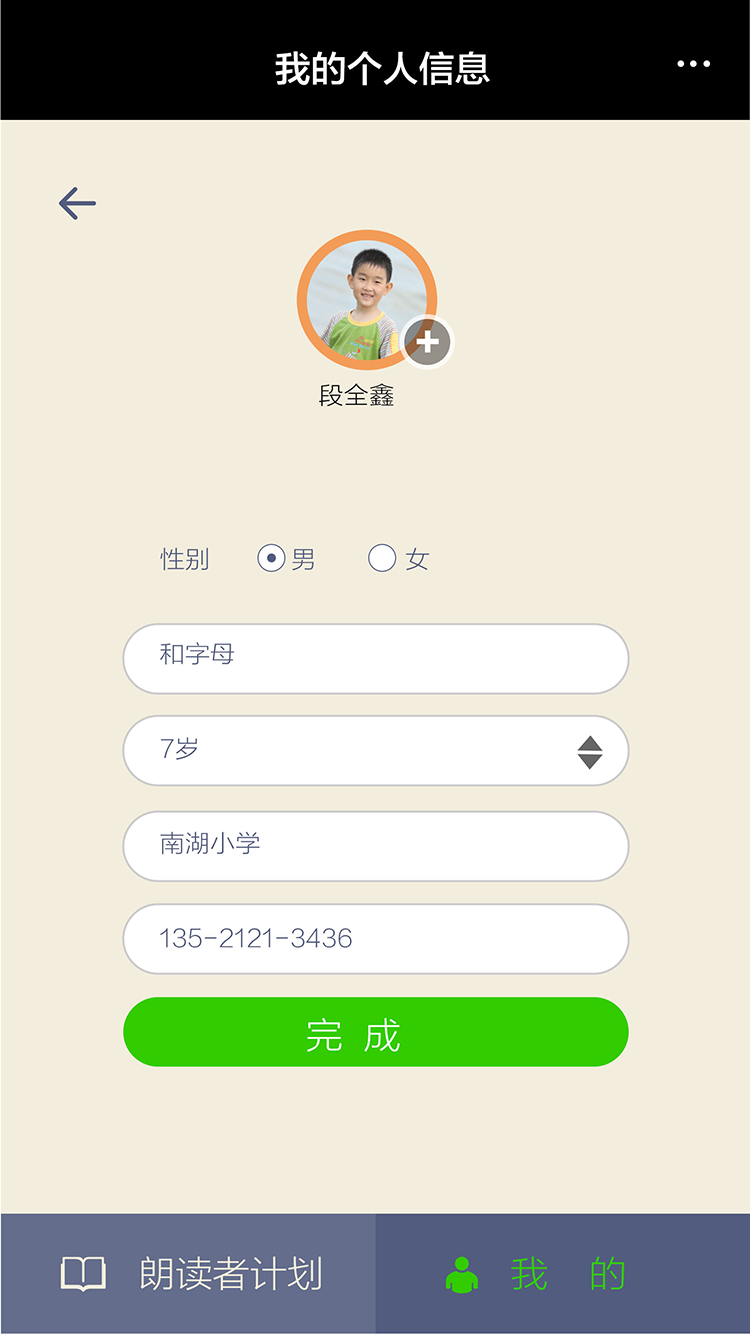 我的个人信息
段全鑫
性别 男 女
和字母
7岁
南湖小学
135-2121-3436
完 成
朗读者计划 我 的